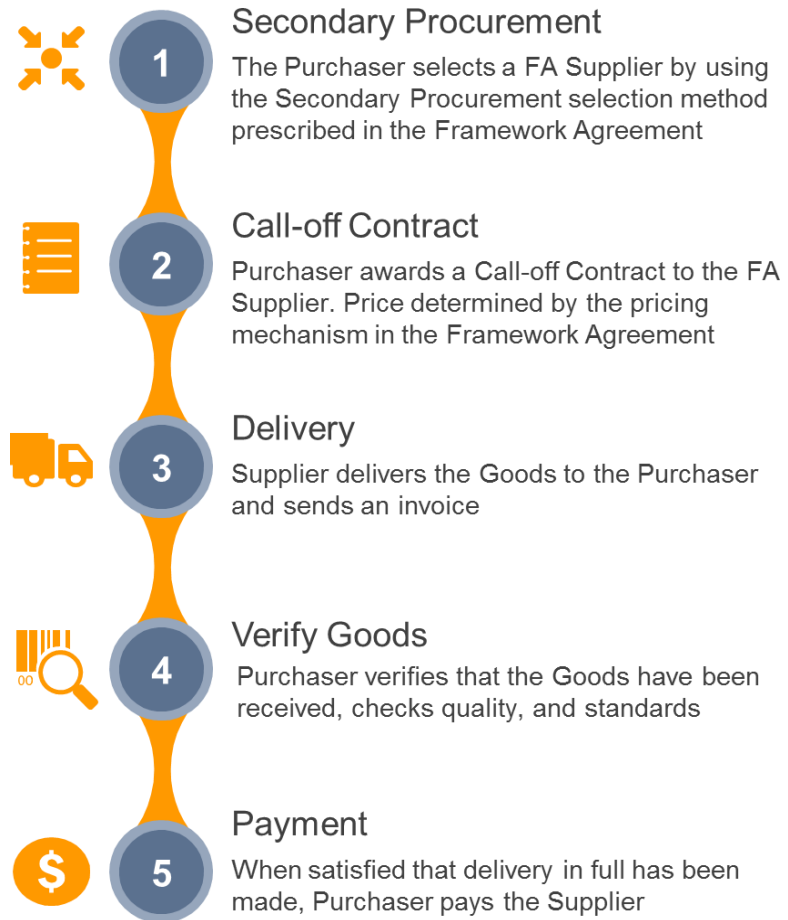 1
Secondary Procurement
The Purchaser selects a FA Supplier by using
the Secondary Procurement selection method
prescribed in the Framework Agreement
2
Call-off Contract
Purchaser awards a Call-off Contract to the FA
Supplier. Price determined by the pricing
mechanism in the Framework Agreement
3
Delivery
Supplier delivers the Goods to the Purchaser
and sends an invoice
00
4
Verify Goods
Purchaser verifies that the Goods have been
received, checks quality, and standards
$
5
Payment
When satisfied that delivery in full has been
made, Purchaser pays the Supplier